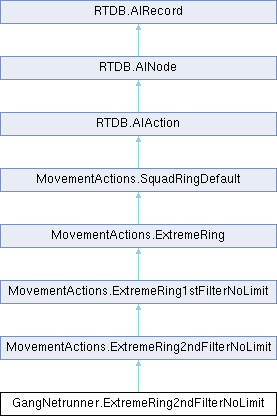 RTDB.AIRecord
RTDB.AINode
RTDB.AIAction
MovementActions.SquadRingDefault
MovementActions.ExtremeRing
MovementActions.ExtremeRing1stFilterNoLimit
MovementActions.ExtremeRing2ndFilterNoLimit
GangNetrunner.ExtremeRing2ndFilterNoLimit